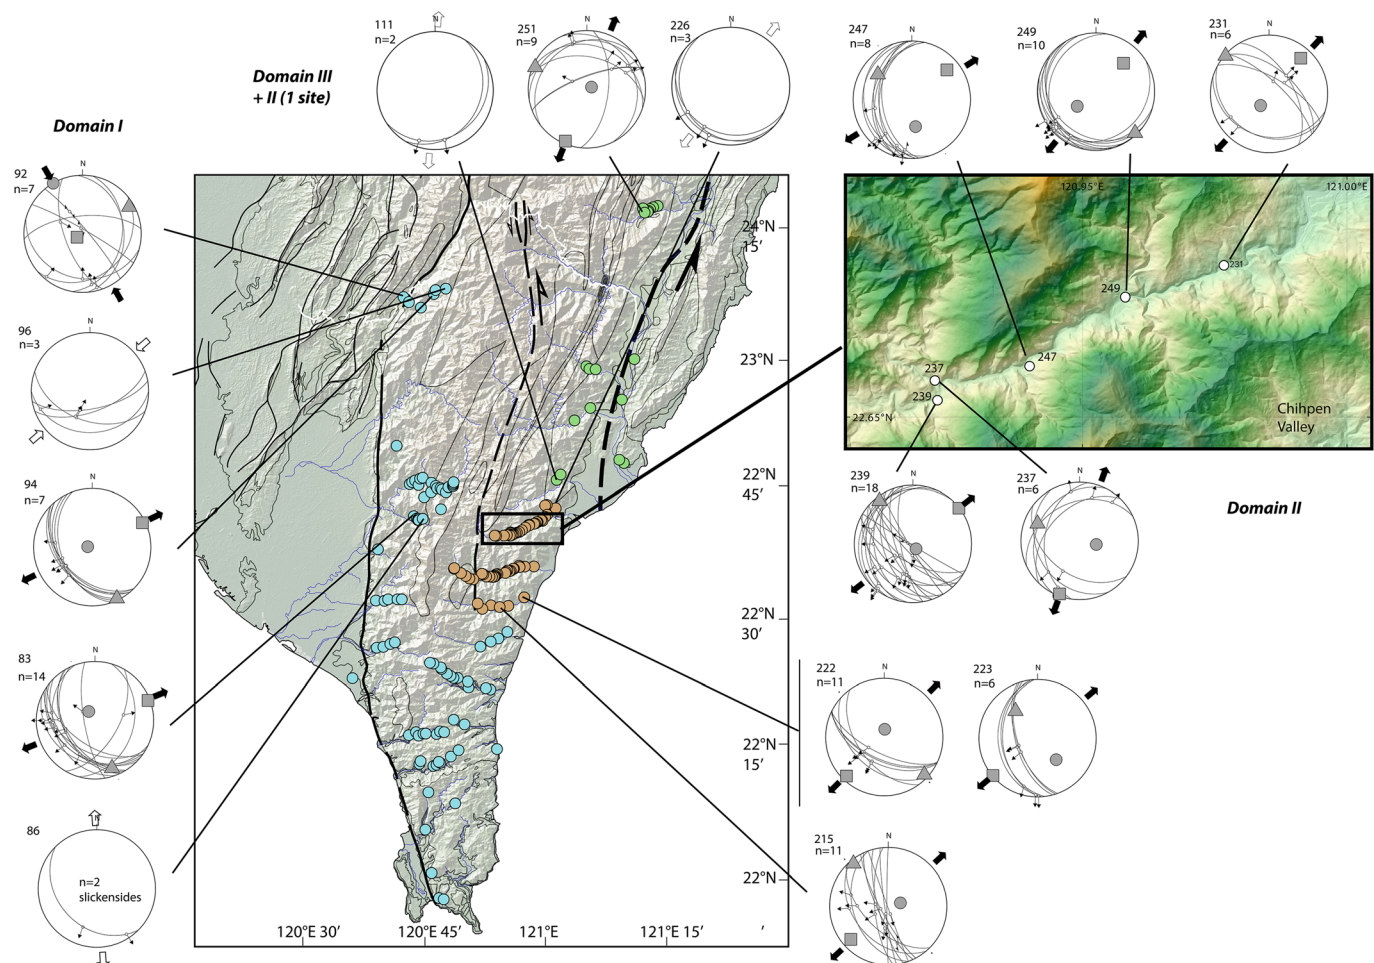 111
n=2
N
251
n=9
N
226
n=3
N
247
n=8
N
249
n=10
N
231
n=6
N
Domain III
+ II (1 site)
Domain I
92
n=7
N
96
n=3
N
94
n=7
N
83
n=14
N
86
N
n=2
slickensides
24°N
15′
23°N
22°N
45′
22°N
30′
22°N
15′
22°N
120°E 30′
120°E 45′
121°E
121°E 15′
′
120.95°E
121.00°E
231
249
247
237
239
22.65°N
Chihpen
Valley
239
n=18
N
237
n=6
N
Domain II
222
n=11
N
223
n=6
N
215
n=11
N